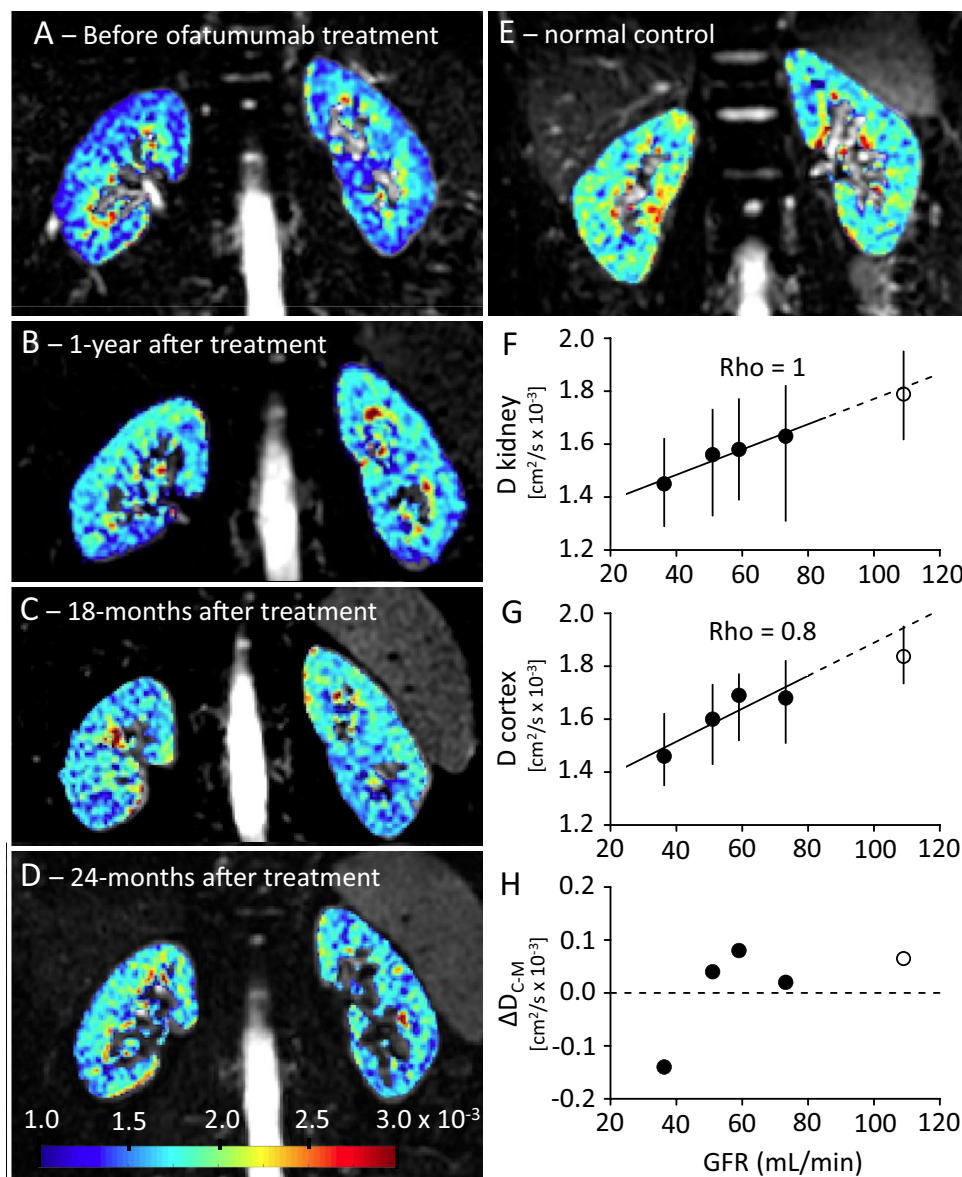 A – Before ofatumumab treatment
B – 1-year after treatment
C – 18-months after treatment
D – 24-months after treatment
1.0 1.5 2.0 2.5 3.0 x 10-3
E – normal control
F
Rho = 1
D kidney
[cm²/s x 10-3]
2.0
1.8
1.6
1.4
1.2
20 40 60 80 100 120
G
Rho = 0.8
D cortex
[cm²/s x 10-3]
2.0
1.8
1.6
1.4
1.2
20 40 60 80 100 120
H
ΔDC-M
[cm²/s x 10-3]
0.2
0.1
0.0
-0.1
-0.2
20 40 60 80 100 120
GFR (mL/min)